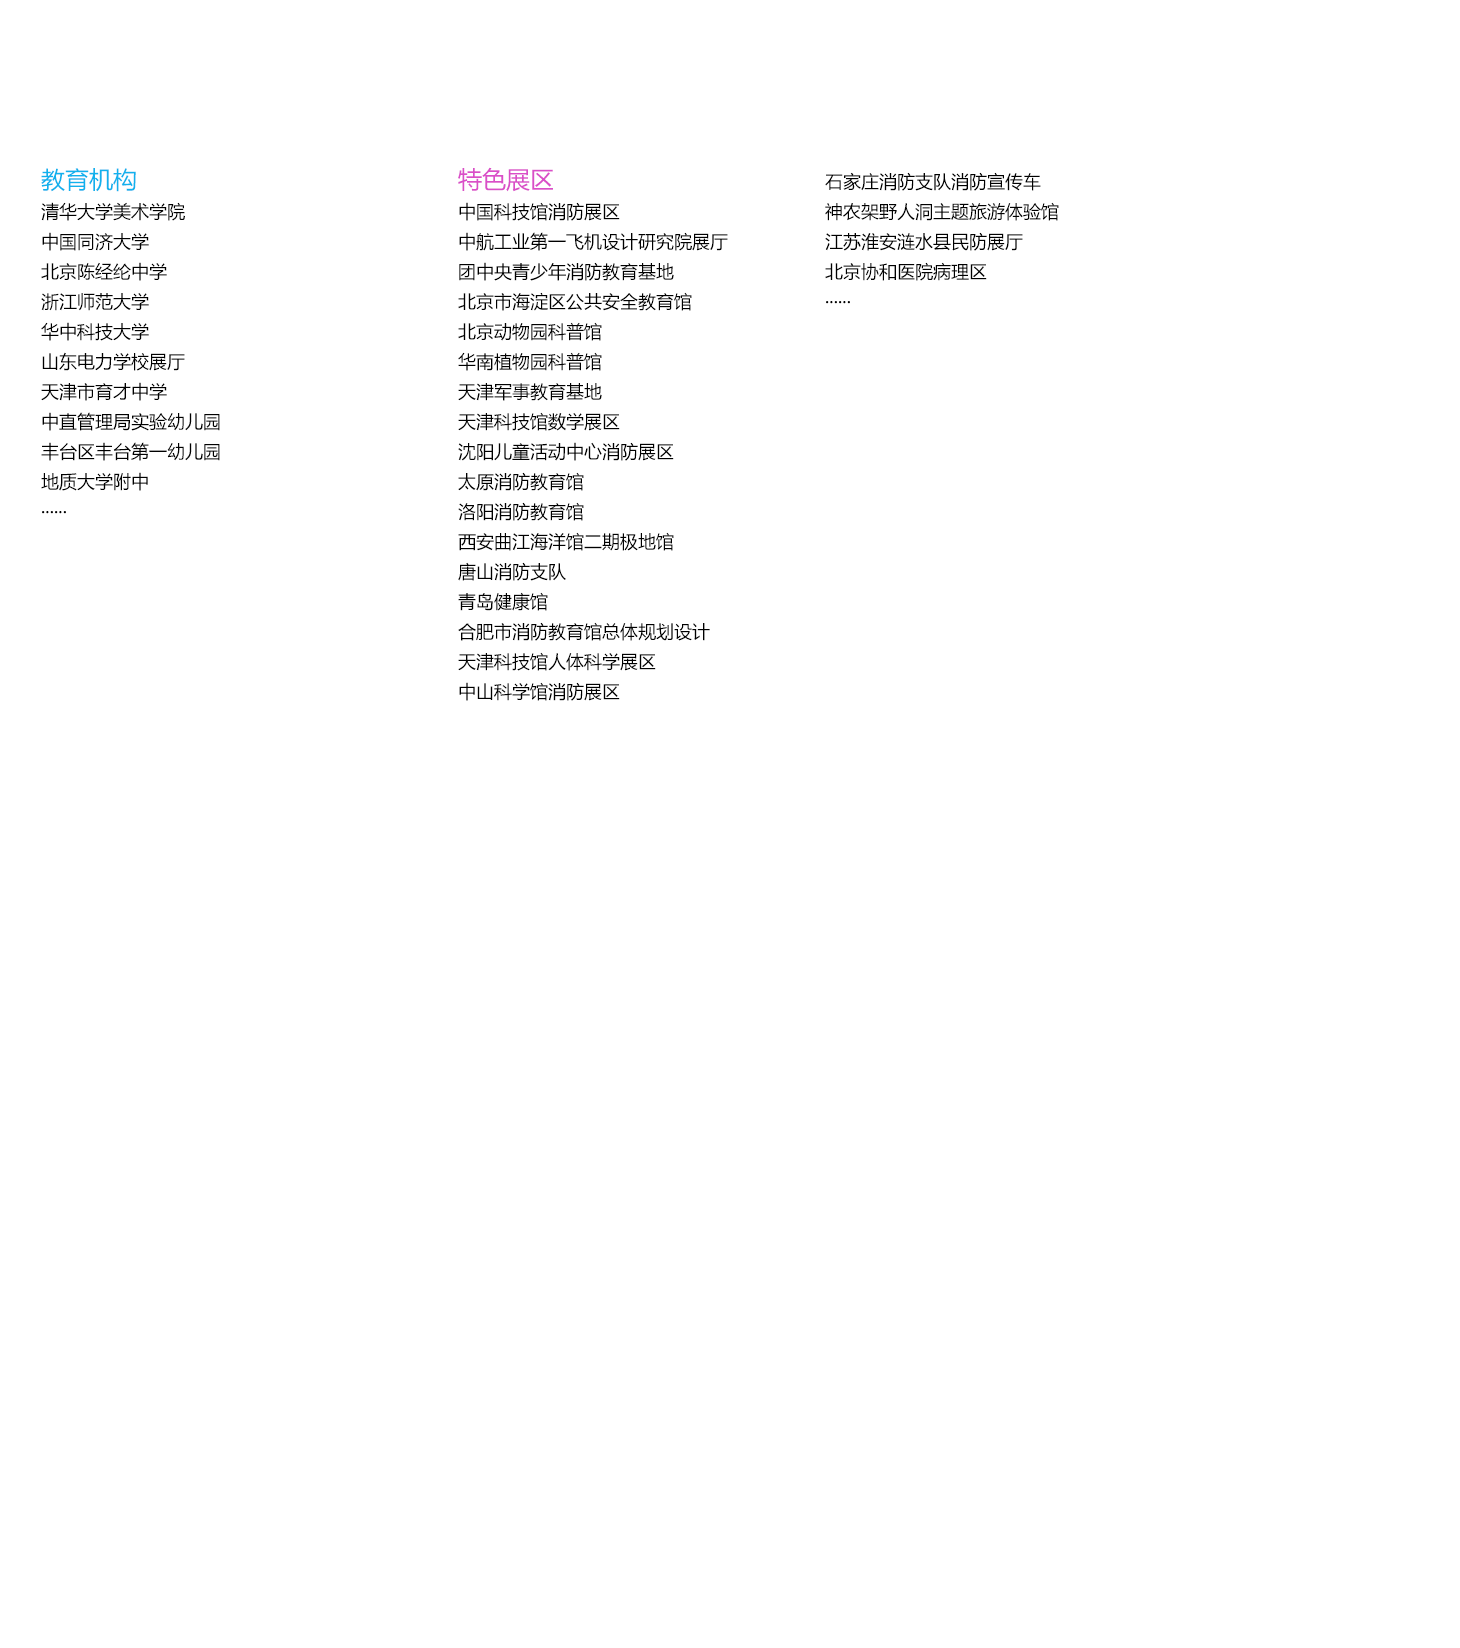 教育机构
清华大学美术学院
中国同济大学
北京陈经纶中学
浙江师范大学
华中科技大学
山东电力学校展厅
天津市育才中学
中直管理局实验幼儿园
丰台区丰台第一幼儿园
地质大学附中
......
特色展区
中国科技馆消防展区
中航工业第一飞机设计研究院展厅
团中央青少年消防教育基地
北京市海淀区公共安全教育馆
北京动物园科普馆
华南植物园科普馆
天津军事教育基地
天津科技馆数学展区
沈阳儿童活动中心消防展区
太原消防教育馆
洛阳消防教育馆
西安曲江海洋馆二期极地馆
唐山消防支队
青岛健康馆
合肥市消防教育馆总体规划设计
天津科技馆人体科学展区
中山科学馆消防展区
石家庄消防支队消防宣传车
神农架野人洞主题旅游体验馆
江苏淮安涟水县民防展厅
北京协和医院病理区
......